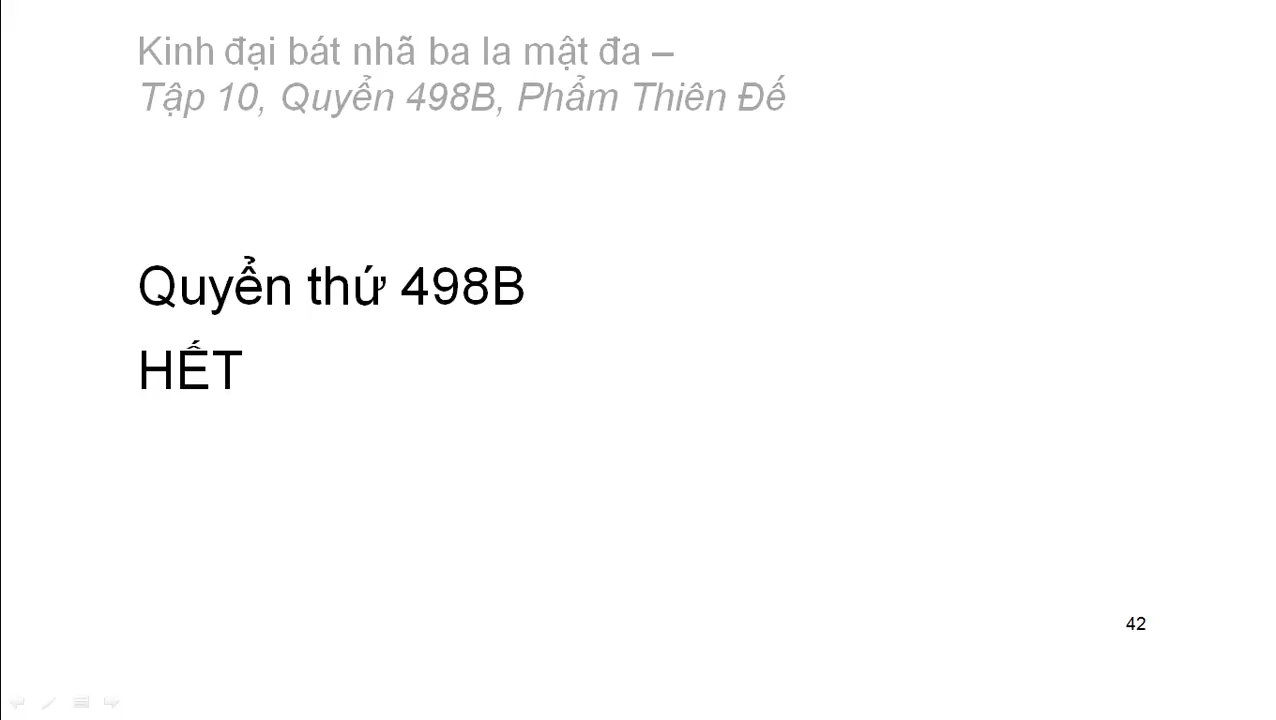 Kinh đại bát nhã ba la mật đa –
Tập 10, Quyển 498B, Phẩm Thiên Đế
Quyển thứ 498B
HẾT
42